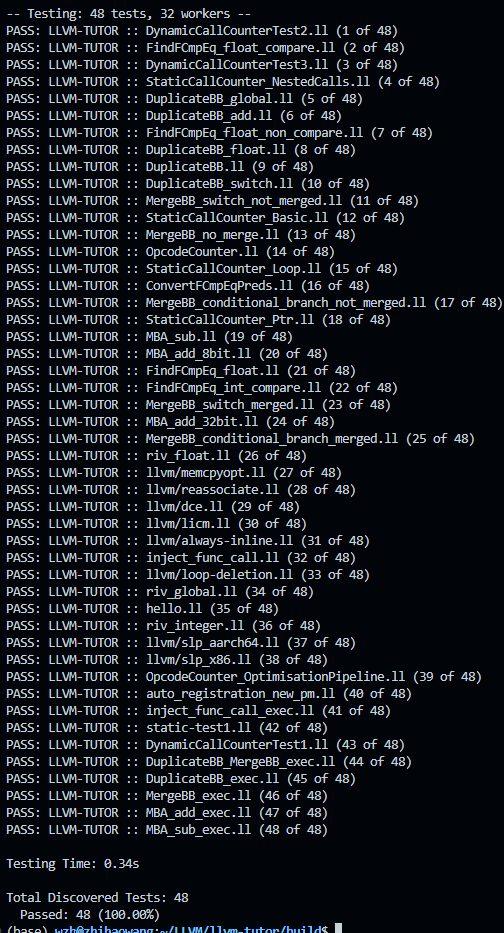 -- Testing: 48 tests, 32 workers --
PASS: LLVM-TUTOR :: DynamicCallCounterTest2.ll (1 of 48)
PASS: LLVM-TUTOR :: FindFCmpEq_float_compare.ll (2 of 48)
PASS: LLVM-TUTOR :: DynamicCallCounterTest3.ll (3 of 48)
PASS: LLVM-TUTOR :: StaticCallCounter_NestedCalls.ll (4 of 48)
PASS: LLVM-TUTOR :: DuplicateBB_global.ll (5 of 48)
PASS: LLVM-TUTOR :: DuplicateBB_add.ll (6 of 48)
PASS: LLVM-TUTOR :: FindFCmpEq_float_non_compare.ll (7 of 48)
PASS: LLVM-TUTOR :: DuplicateBB_float.ll (8 of 48)
PASS: LLVM-TUTOR :: DuplicateBB.ll (9 of 48)
PASS: LLVM-TUTOR :: DuplicateBB_switch.ll (10 of 48)
PASS: LLVM-TUTOR :: MergeBB_switch_not_merged.ll (11 of 48)
PASS: LLVM-TUTOR :: StaticCallCounter_Basic.ll (12 of 48)
PASS: LLVM-TUTOR :: MergeBB_no_merge.ll (13 of 48)
PASS: LLVM-TUTOR :: OpcodeCounter.ll (14 of 48)
PASS: LLVM-TUTOR :: StaticCallCounter_Loop.ll (15 of 48)
PASS: LLVM-TUTOR :: ConvertFCmpEqPreds.ll (16 of 48)
PASS: LLVM-TUTOR :: MergeBB_conditional_branch_not_merged.ll (17 of 48)
PASS: LLVM-TUTOR :: StaticCallCounter_Ptr.ll (18 of 48)
PASS: LLVM-TUTOR :: MBA_sub.ll (19 of 48)
PASS: LLVM-TUTOR :: MBA_add_8bit.ll (20 of 48)
PASS: LLVM-TUTOR :: FindFCmpEq_float.ll (21 of 48)
PASS: LLVM-TUTOR :: FindFCmpEq_int_compare.ll (22 of 48)
PASS: LLVM-TUTOR :: MergeBB_switch_merged.ll (23 of 48)
PASS: LLVM-TUTOR :: MBA_add_32bit.ll (24 of 48)
PASS: LLVM-TUTOR :: MergeBB_conditional_branch_merged.ll (25 of 48)
PASS: LLVM-TUTOR :: riv_float.ll (26 of 48)
PASS: LLVM-TUTOR :: llvm/memcpyopt.ll (27 of 48)
PASS: LLVM-TUTOR :: llvm/reassociate.ll (28 of 48)
PASS: LLVM-TUTOR :: llvm/dce.ll (29 of 48)
PASS: LLVM-TUTOR :: llvm/licm.ll (30 of 48)
PASS: LLVM-TUTOR :: llvm/always-inline.ll (31 of 48)
PASS: LLVM-TUTOR :: inject_func_call.ll (32 of 48)
PASS: LLVM-TUTOR :: llvm/loop-deletion.ll (33 of 48)
PASS: LLVM-TUTOR :: riv_global.ll (34 of 48)
PASS: LLVM-TUTOR :: hello.ll (35 of 48)
PASS: LLVM-TUTOR :: riv_integer.ll (36 of 48)
PASS: LLVM-TUTOR :: llvm/slp_aarch64.ll (37 of 48)
PASS: LLVM-TUTOR :: llvm/slp_x86.ll (38 of 48)
PASS: LLVM-TUTOR :: OpcodeCounter_OptimisationPipeline.ll (39 of 48)
PASS: LLVM-TUTOR :: auto_registration_new_pm.ll (40 of 48)
PASS: LLVM-TUTOR :: inject_func_call_exec.ll (41 of 48)
PASS: LLVM-TUTOR :: static-test1.ll (42 of 48)
PASS: LLVM-TUTOR :: DynamicCallCounterTest1.ll (43 of 48)
PASS: LLVM-TUTOR :: DuplicateBB_MergeBB_exec.ll (44 of 48)
PASS: LLVM-TUTOR :: DuplicateBB_exec.ll (45 of 48)
PASS: LLVM-TUTOR :: MergeBB_exec.ll (46 of 48)
PASS: LLVM-TUTOR :: MBA_add_exec.ll (47 of 48)
PASS: LLVM-TUTOR :: MBA_sub_exec.ll (48 of 48)
Testing Time: 0.34s
Total Discovered Tests: 48
Passed: 48 (100.00%)
(base) wzh@zhihaowang:~/LLVM/llvm-tutor/build$